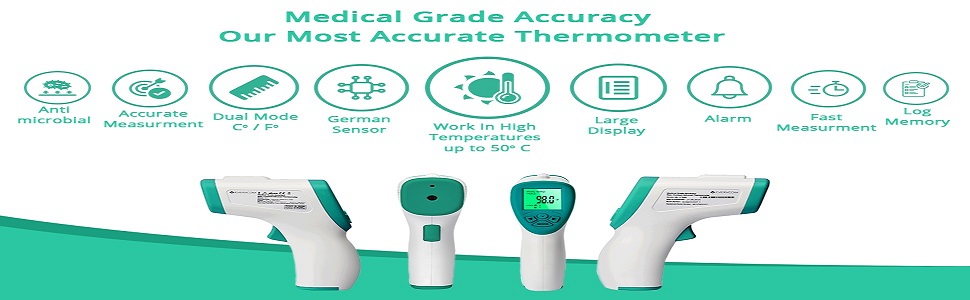 Medical Grade Accuracy
Our Most Accurate Thermometer
Anti
microbial
Accurate
Measurment
Dual Mode
C° / F°
German
Sensor
Work In High
Temperatures
up to 50° C
Large
Display
Alarm
Fast
Measurment
Log
Memory
98.0